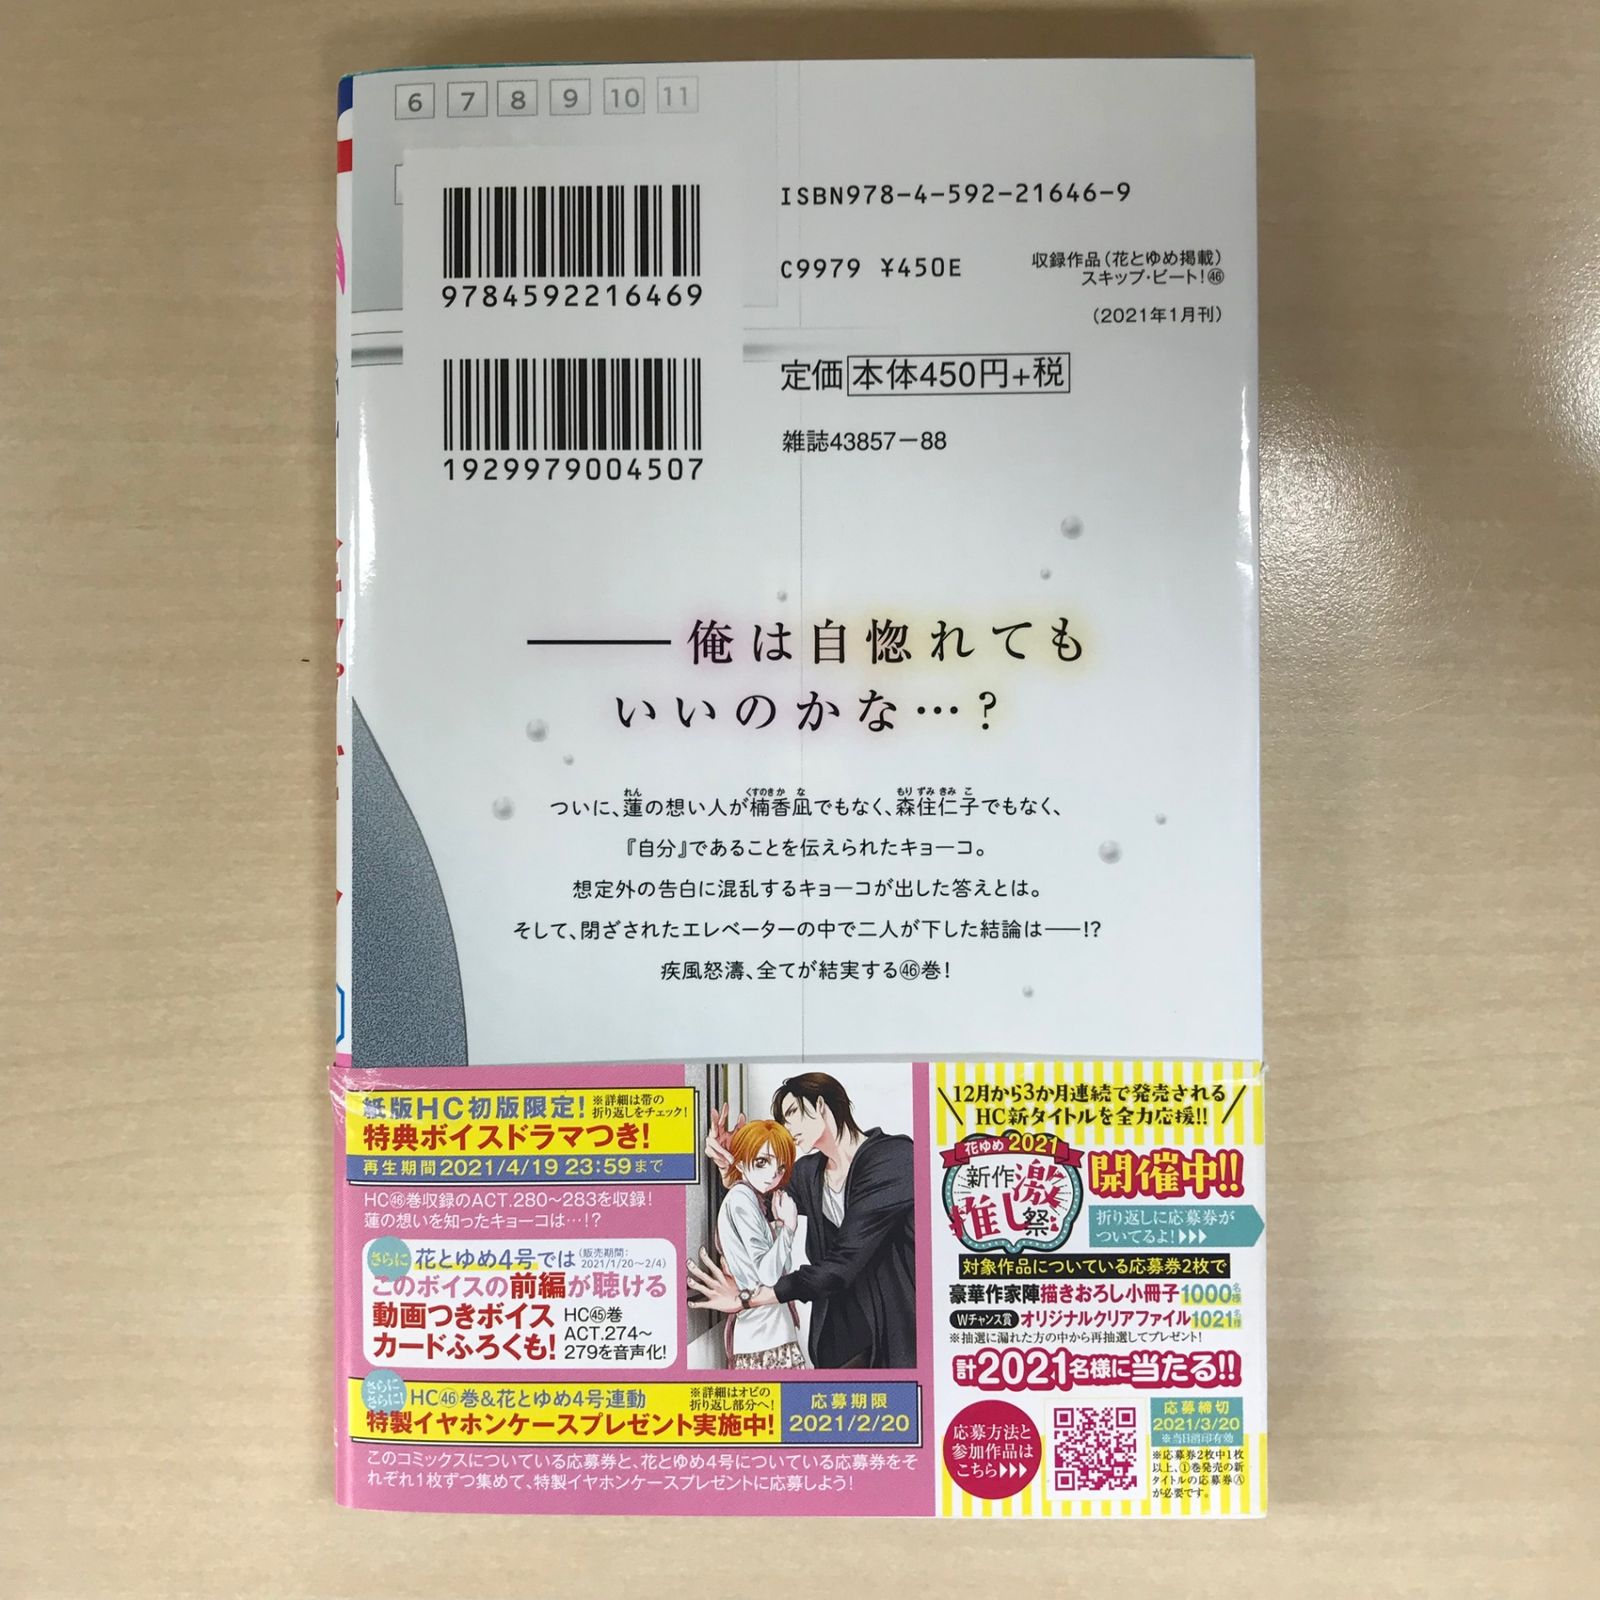 6 7 8 9 10 11
9784592216469
1929979004507
ISBN978-4-592-21646-9
C9979 ¥450E
収録作品(花とゆめ掲載)
スキップ・ビート!㊻
(2021年1月刊)
定価 本体450円+税
雑誌43857-88
――俺は自惚れても
いいのかな…?
ついに、蓮の想い人が楠香凪でもなく、森住仁子でもなく、
れん くすのき か な もり ずみ きみ こ
『自分』であることを伝えられたキョーコ。
想定外の告白に混乱するキョーコが出した答えとは。
そして、閉ざされたエレベーターの中で二人が下した結論は――!?
疾風怒濤、全てが結実する㊻巻!
紙版HC初版限定!
※詳細は帯の
折り返しをチェック!
特典ボイスドラマつき!
再生期間 2021/4/19 23:59まで
HC㊻巻収録のACT.280〜283を収録!
蓮の想いを知ったキョーコは…!?
さらに 花とゆめ4号では
(販売期間:
2021/1/20〜2/4)
このボイスの前編が聴ける
動画つきボイス
カードふろくも!
HC㊺巻
ACT.274〜
279を音声化!
さらに
さらに!
HC㊻巻&花とゆめ4号連動
※詳細はオビの
折り返し部分へ!
特製イヤホンケースプレゼント実施中!
応募期限
2021/2/20
このコミックスについている応募券と、花とゆめ4号についている応募券をそ
れぞれ1枚ずつ集めて、特製イヤホンケースプレゼントに応募しよう!
12月から3か月連続で発売される
HC新タイトルを全力応援!!
花ゆめ2021
新作激
推し祭
開催中!!
折り返しに応募券が
ついてるよ!
対象作品についている応募券2枚で
豪華作家陣描きおろし小冊子1000名様
Wチャンス賞 オリジナルクリアファイル1021名様
※抽選に漏れた方の中から再抽選してプレゼント!
計2021名様に当たる!!
応募方法と
参加作品は
こちら
応募締切
2021/3/20
※当日消印有効
※応募券2枚中1枚
以上、①巻発売の新
タイトルの応募券Ⓐ
が必要です。